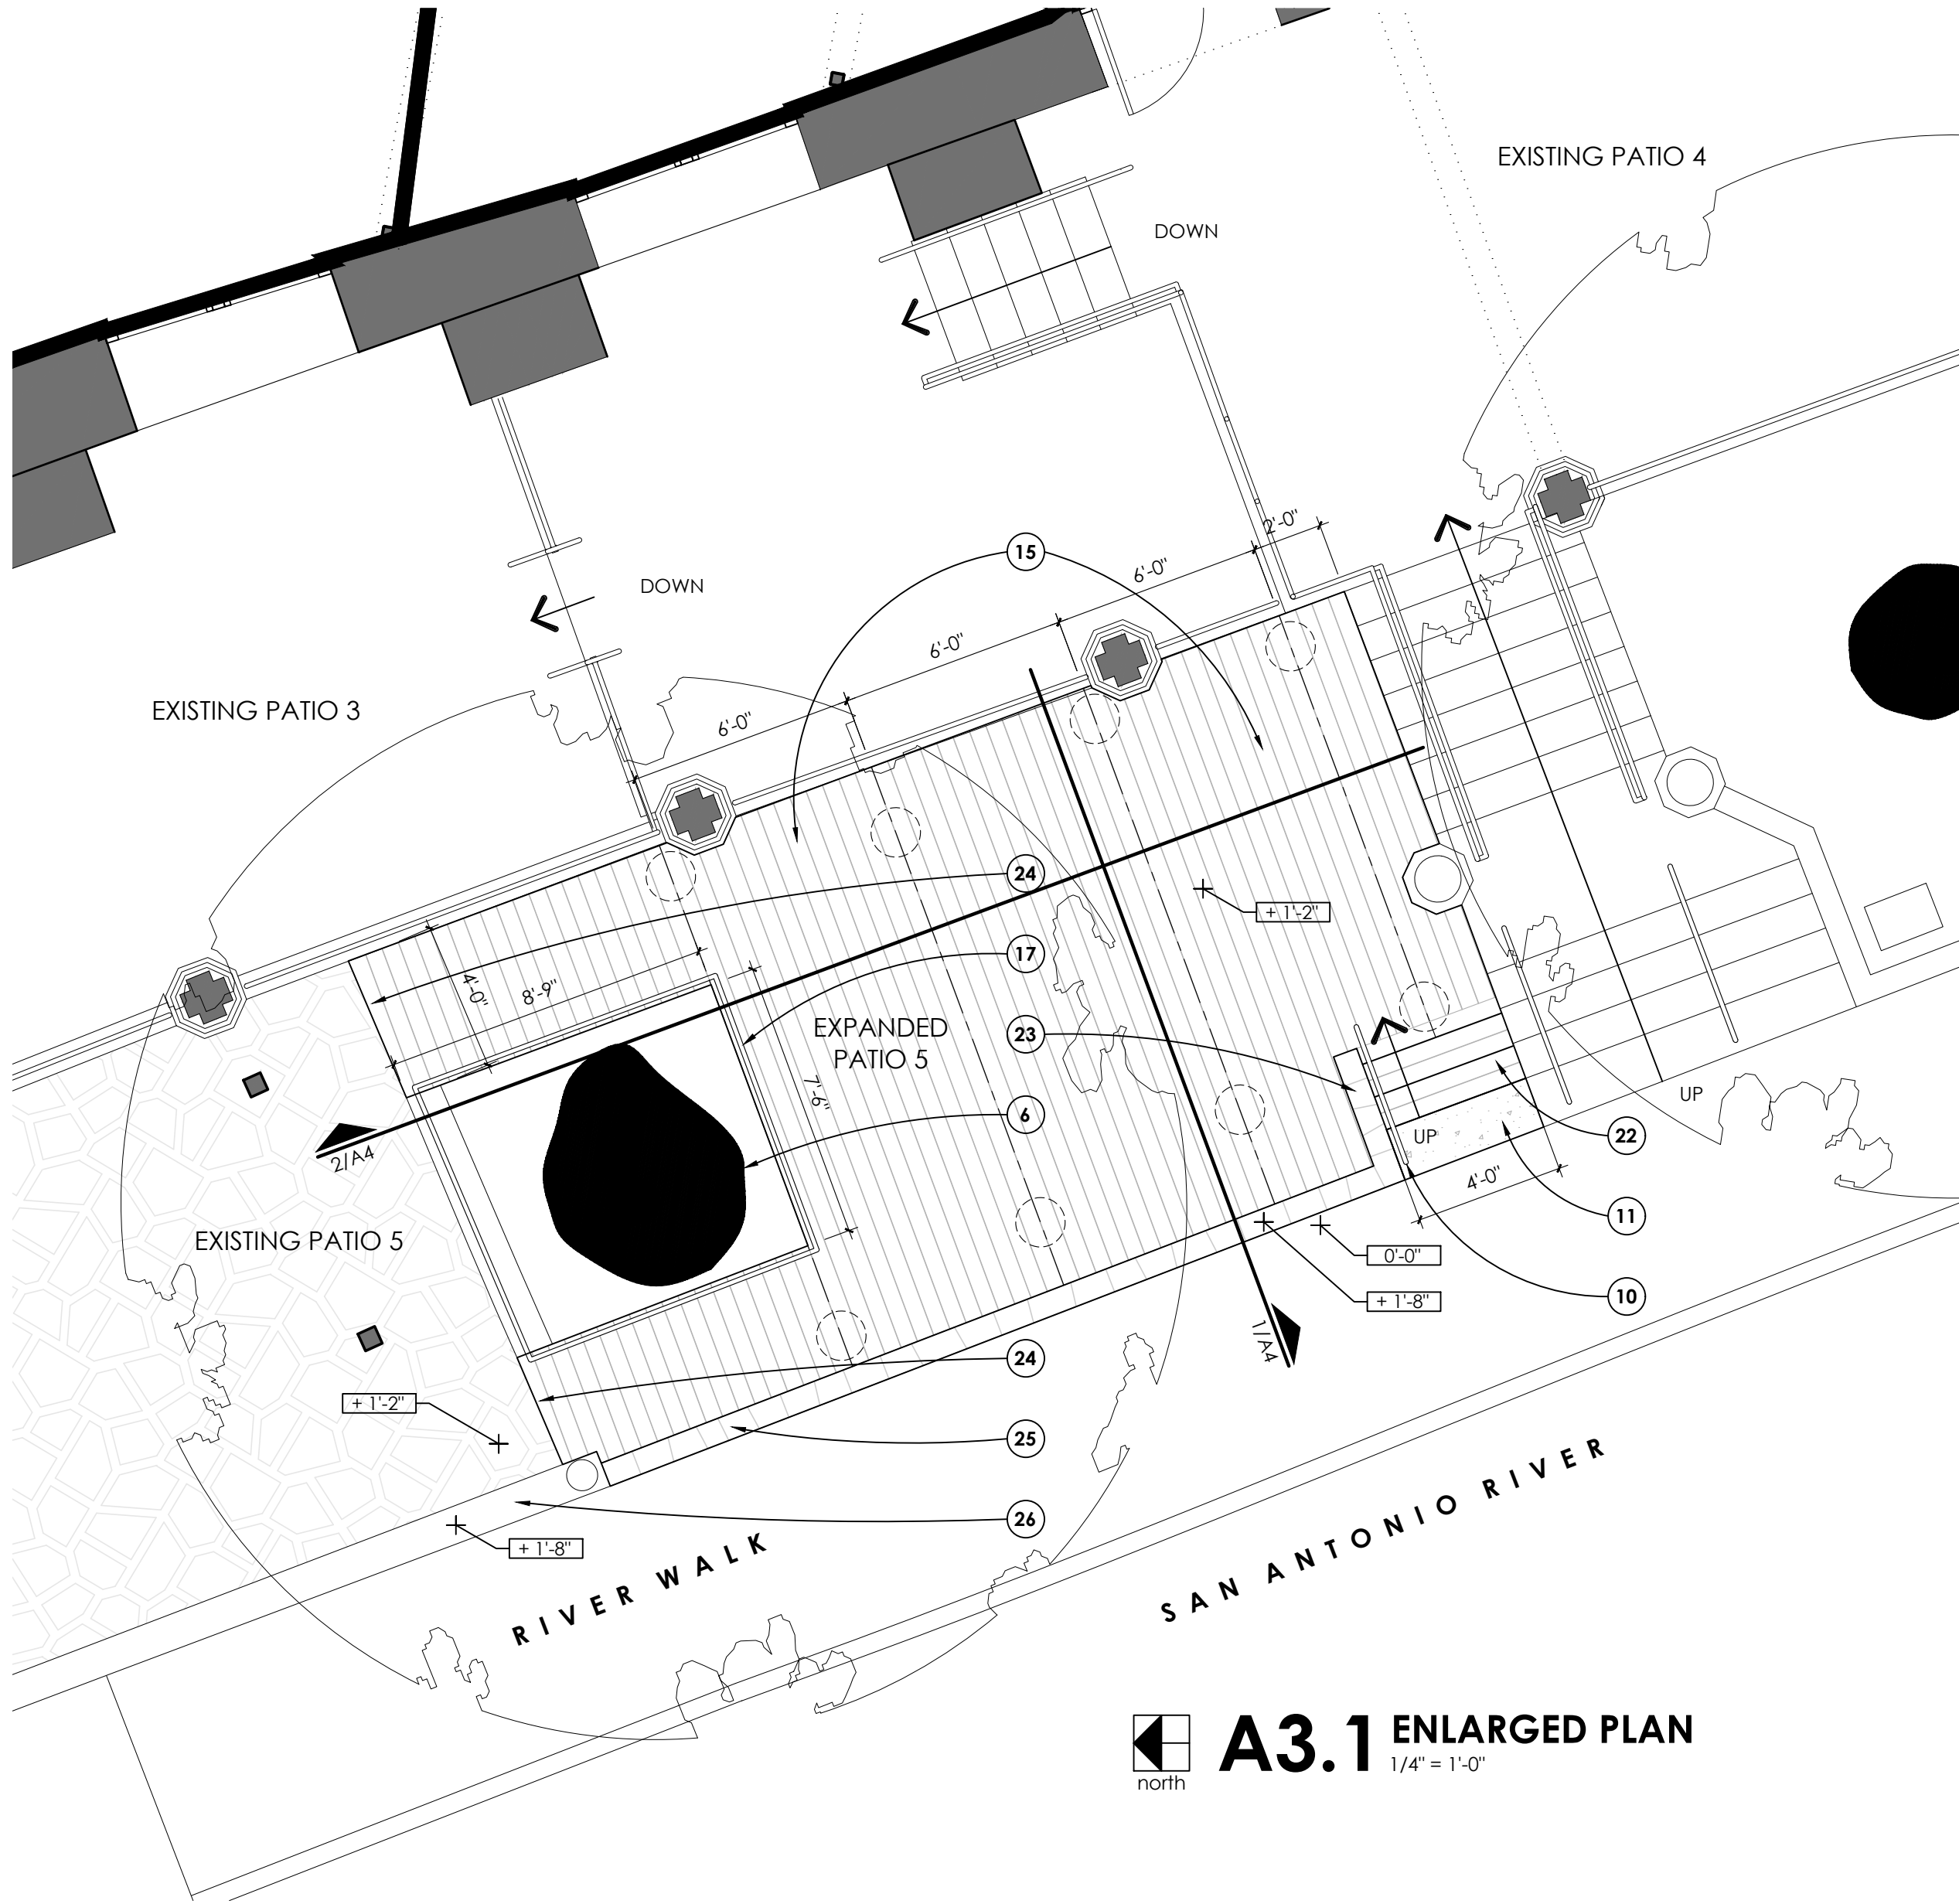 EXISTING PATIO 4
DOWN
2'-0"
15
6'-0"
DOWN
6'-0"
EXISTING PATIO 3
6'-0"
24
+ 1'-2"
17
4'-0"
8'-9"
EXPANDED
PATIO 5
23
7'-6"
UP
6
UP
22
2/A4
4'-0"
11
EXISTING PATIO 5
0'-0"
10
+ 1'-8"
1/A4
24
+ 1'-2"
25
26
+ 1'-8"
RIVER WALK
SAN ANTONIO RIVER
north
A3.1
ENLARGED PLAN
1/4" = 1'-0"